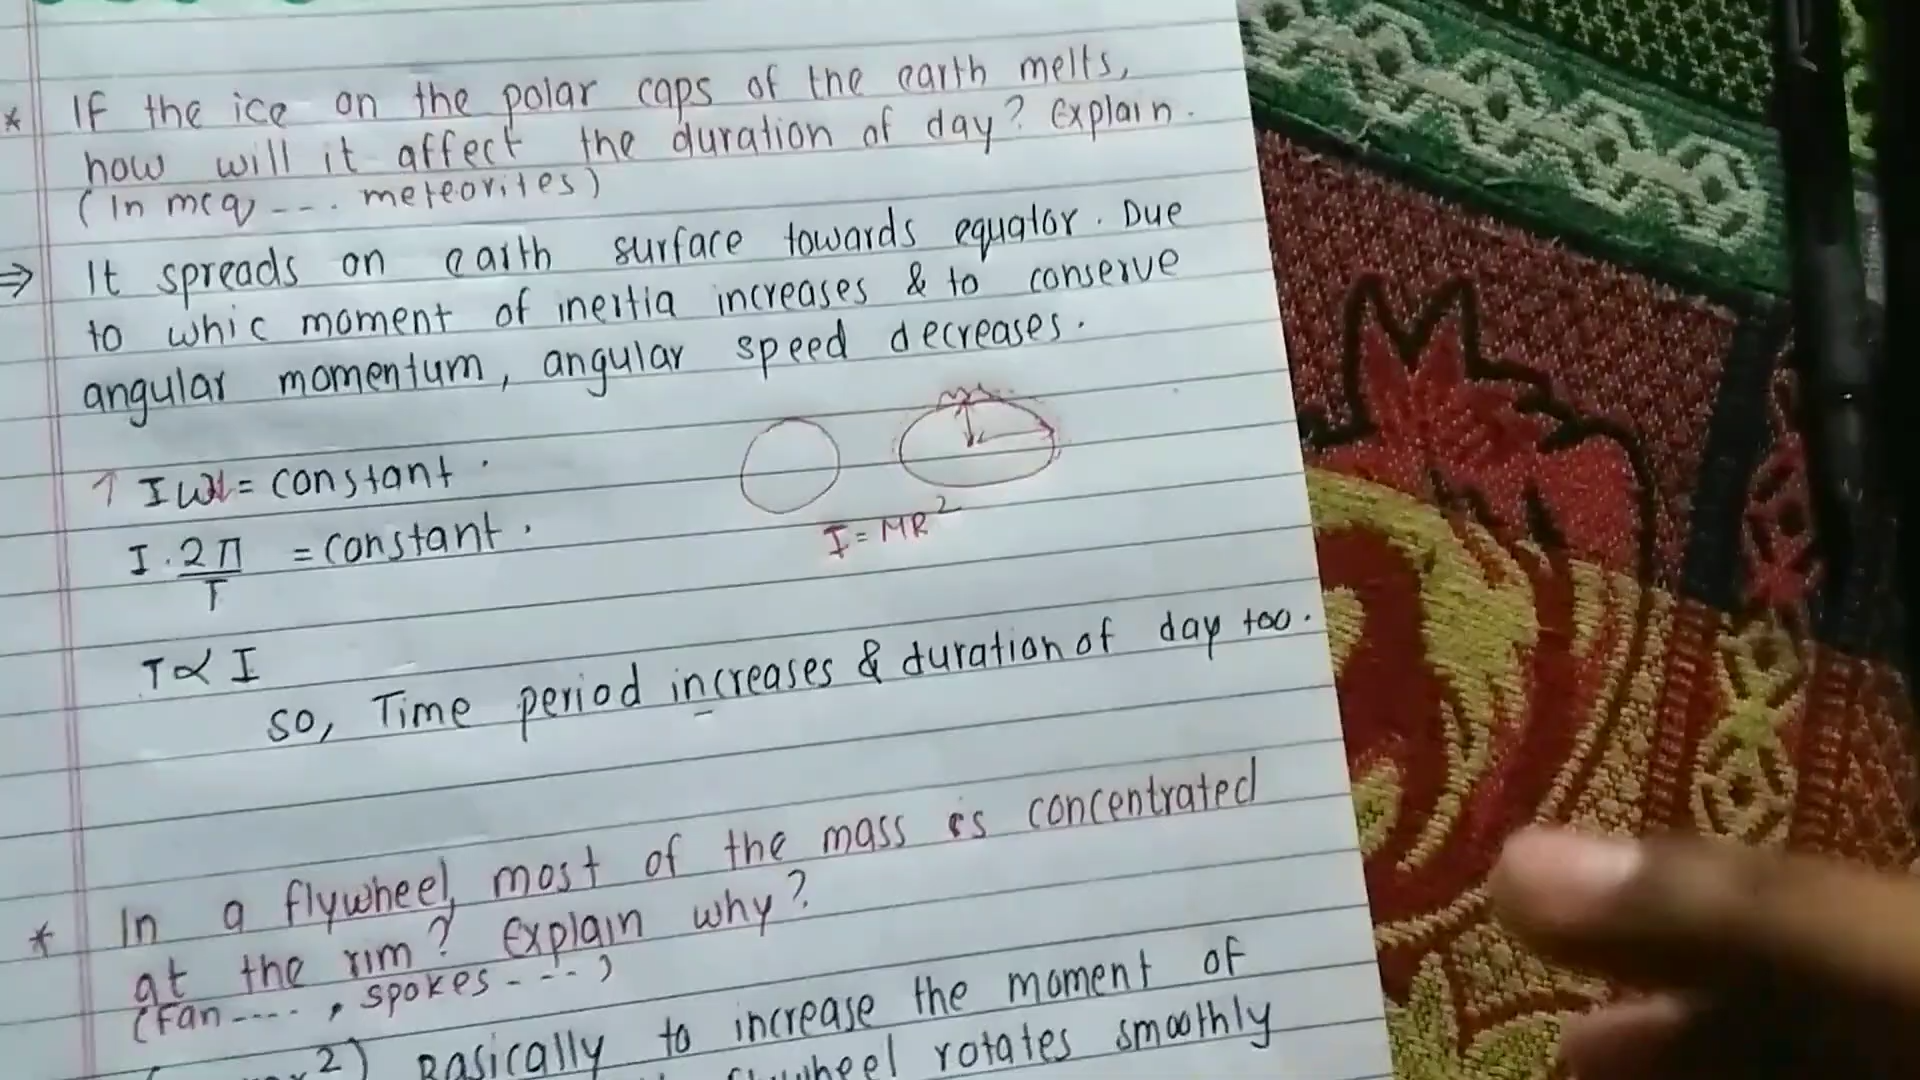 * If the ice on the polar caps of the earth melts,
how will it affect the duration of day? Explain.
(In mcq --- meteorites)
⇒ It spreads on earth surface towards equator. Due
to whic moment of inertia increases & to conserve
angular momentum, angular speed decreases.
↑ I ω↓ = constant.
I . 2π / T = constant.
I = MR²
T ∝ I
so, Time period increases & duration of day too.
* In a flywheel, most of the mass is concentrated
at the rim? Explain why?
(Fan ----, spokes ----)
²) Basically to increase the moment of
flywheel rotates smoothly